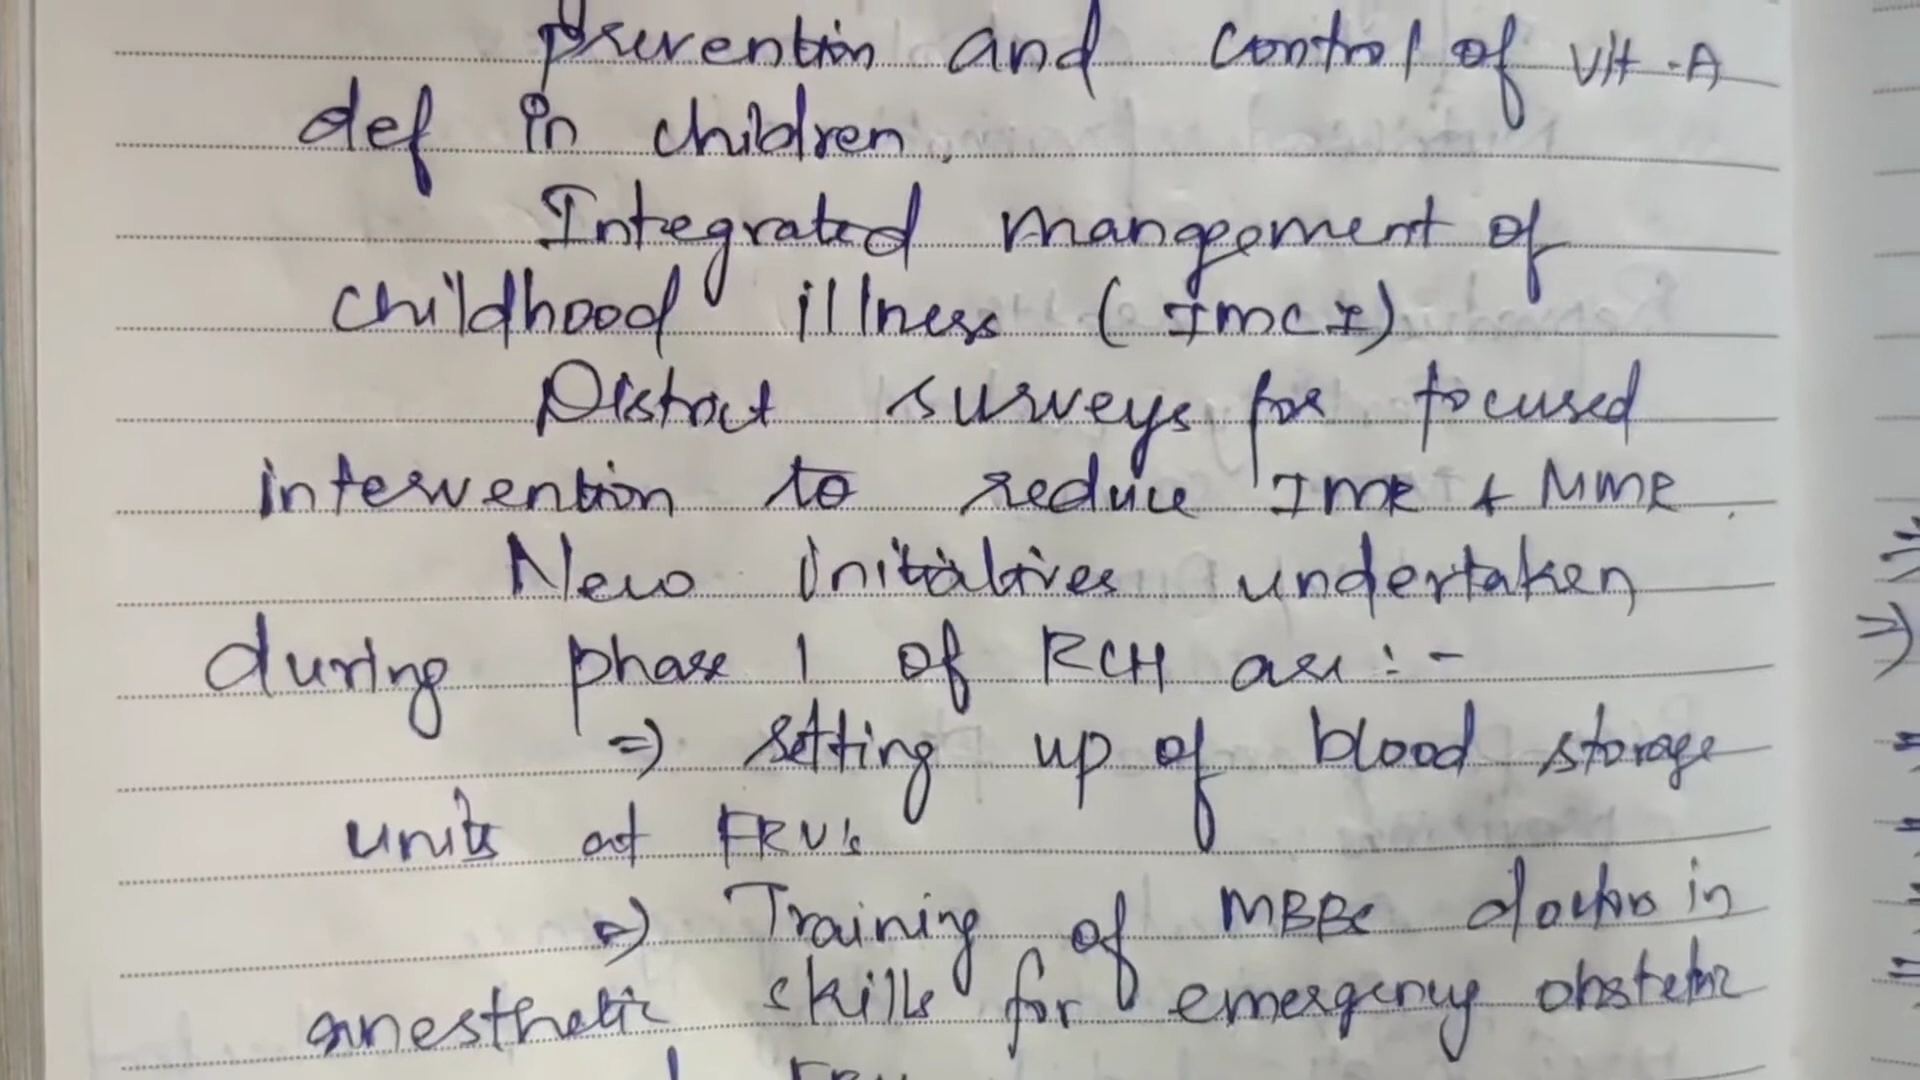 prevention and control of Vit-A
def in children.
Integrated mangement of
childhood illness (IMCI)
District surveys for focused
intervention to reduce IMR & MMR
New initiatives undertaken
during phase 1 of RCH are:-
=> setting up of blood storage
units at FRU's
=> Training of MBBS doctors in
anesthetic skills for emergency obstetric